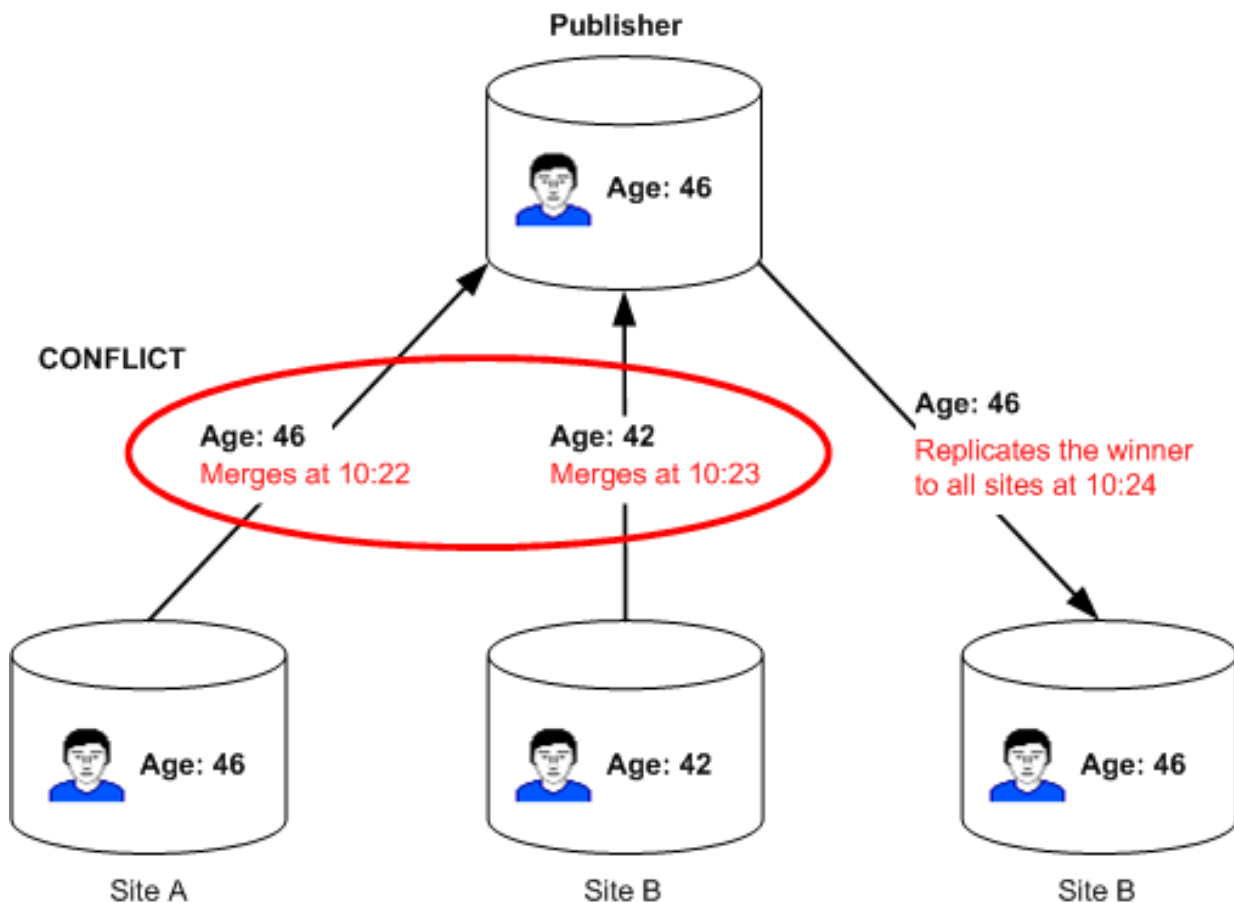 Publisher
Age: 46
CONFLICT
Age: 46
Merges at 10:22
Age: 42
Merges at 10:23
Age: 46
Replicates the winner
to all sites at 10:24
Age: 46
Age: 42
Age: 46
Site A
Site B
Site B